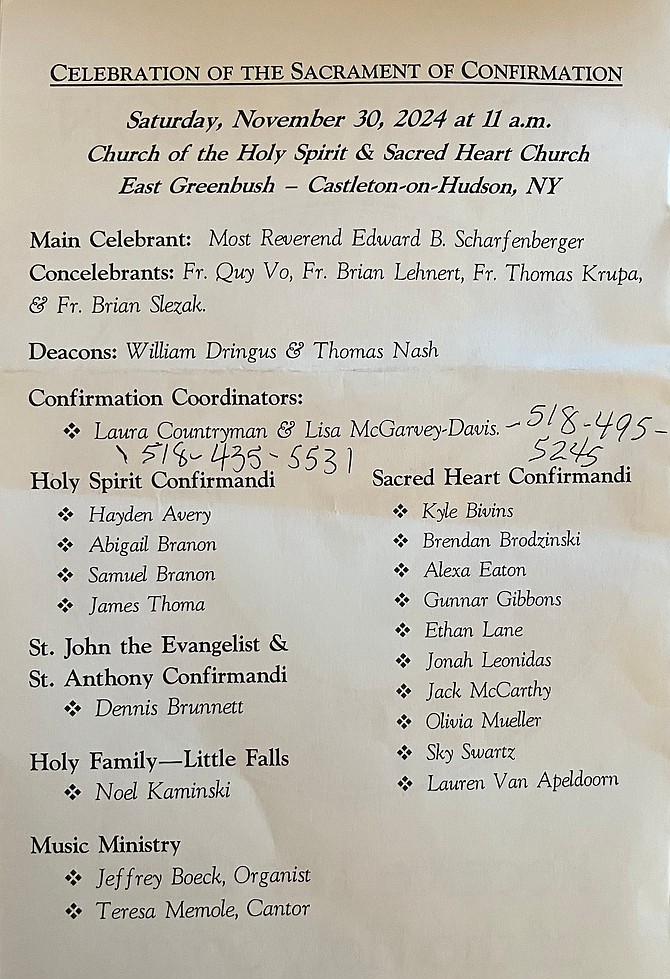 CELEBRATION OF THE SACRAMENT OF CONFIRMATION
Saturday, November 30, 2024 at 11 a.m.
Church of the Holy Spirit & Sacred Heart Church
East Greenbush – Castleton-on-Hudson, NY
Main Celebrant: Most Reverend Edward B. Scharfenberger
Concelebrants: Fr. Quy Vo, Fr. Brian Lehnert, Fr. Thomas Krupa,
& Fr. Brian Slezak.
Deacons: William Dringus & Thomas Nash
Confirmation Coordinators:
❖ Laura Countryman & Lisa McGarvey-Davis. - 518-495-
5245
\ 518-435-5531
Holy Spirit Confirmandi
❖ Hayden Avery
❖ Abigail Branon
❖ Samuel Branon
❖ James Thoma
St. John the Evangelist &
St. Anthony Confirmandi
❖ Dennis Brunnett
Holy Family—Little Falls
❖ Noel Kaminski
Music Ministry
❖ Jeffrey Boeck, Organist
❖ Teresa Memole, Cantor
Sacred Heart Confirmandi
❖ Kyle Bivins
❖ Brendan Brodzinski
❖ Alexa Eaton
❖ Gunnar Gibbons
❖ Ethan Lane
❖ Jonah Leonidas
❖ Jack McCarthy
❖ Olivia Mueller
❖ Sky Swartz
❖ Lauren Van Apeldoorn